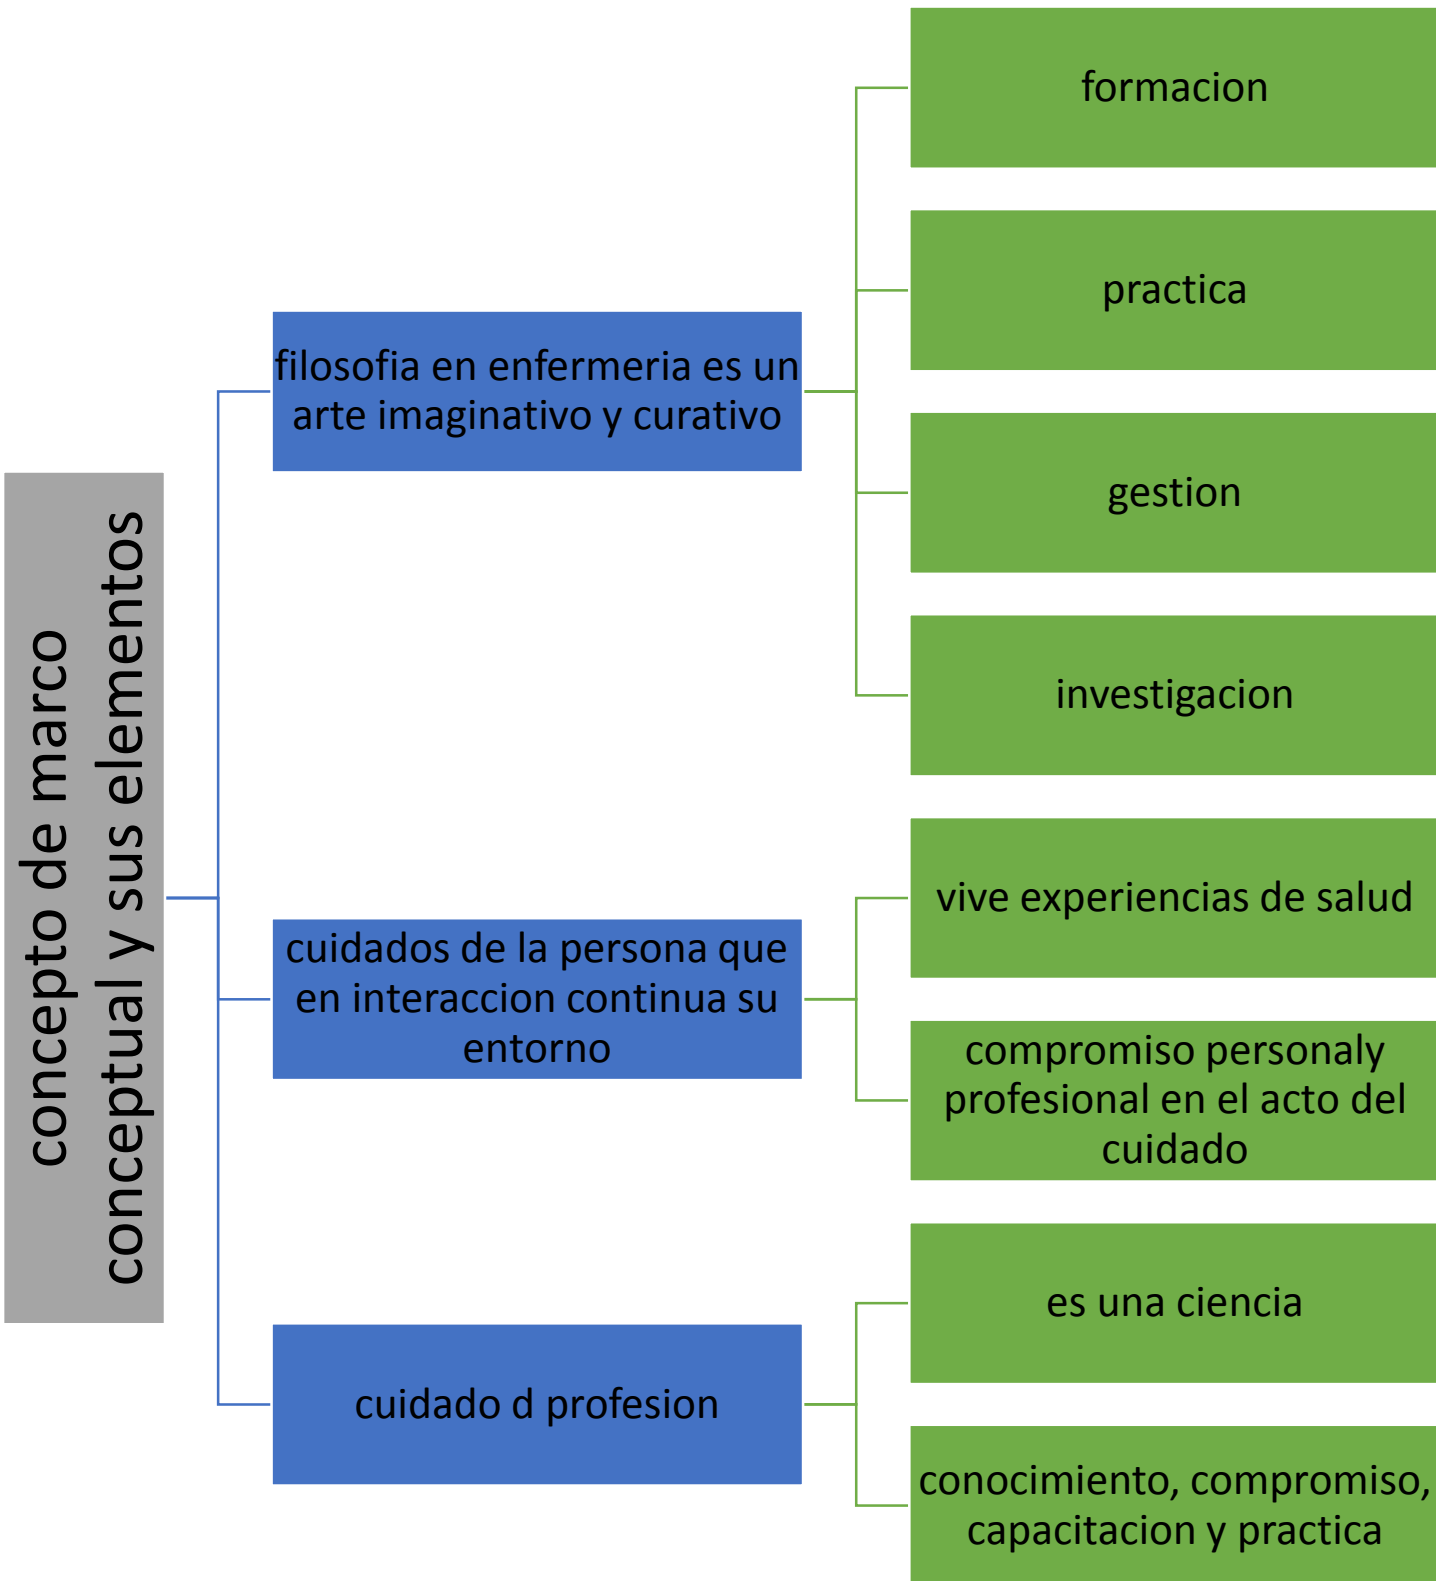 concepto de marco
conceptual y sus elementos
filosofia en enfermeria es un
arte imaginativo y curativo
formacion
practica
gestion
investigacion
cuidados de la persona que
en interaccion continua su
entorno
vive experiencias de salud
compromiso personaly
profesional en el acto del
cuidado
cuidado d profesion
es una ciencia
conocimiento, compromiso,
capacitacion y practica